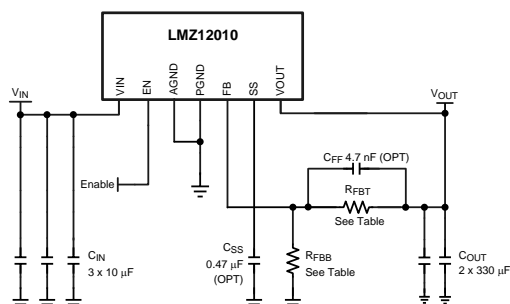 LMZ12010
VIN
EN
AGND
PGND
FB
SS
VOUT
VIN
VOUT
Enable
CFF 4.7 nF (OPT)
RFBT
See Table
CIN
3 x 10 μF
CSS
0.47 μF
(OPT)
RFBB
See Table
COUT
2 x 330 μF